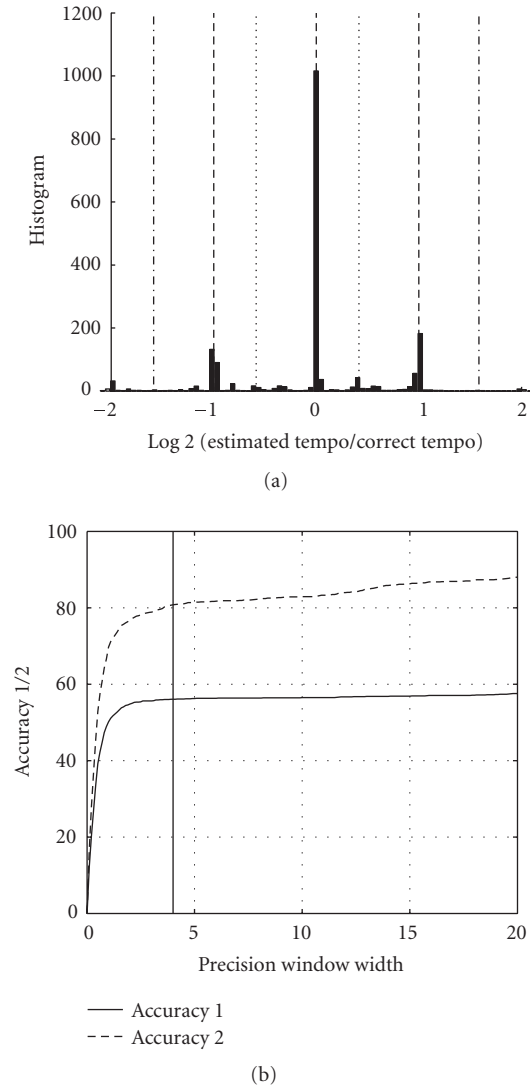 1200
1000
800
600
400
200
0
Histogram
−2 −1 0 1 2
Log 2 (estimated tempo/correct tempo)
(a)
100
80
60
40
20
0
Accuracy 1/2
0 5 10 15 20
Precision window width
Accuracy 1
Accuracy 2
(b)